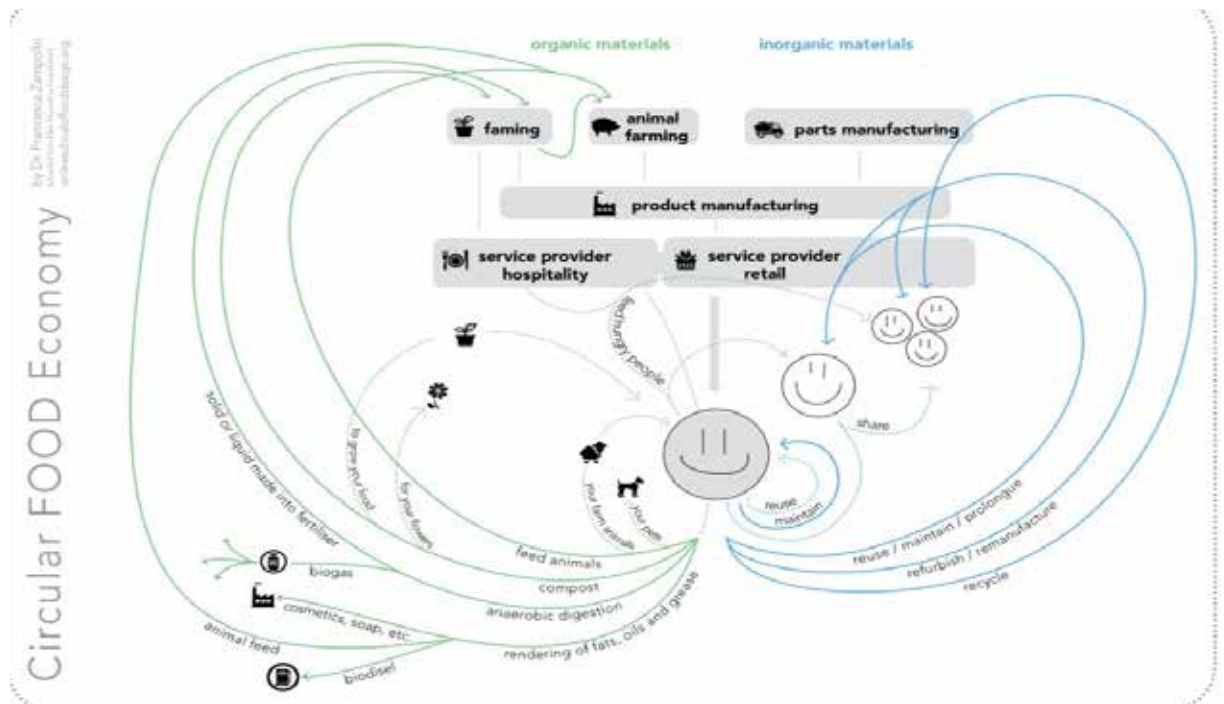 Circular FOOD Economy
by Dr Francesca Zampollo
organic materials
inorganic materials
faming
animal
farming
parts manufacturing
product manufacturing
service provider
hospitality
service provider
retail
feed hungry people
share
reuse
maintain
to grow your food
for your flowers
your farm animals
your pets
solid or liquid made into fertiliser
feed animals
compost
anaerobic digestion
rendering of fats, oils and grease
biogas
cosmetics, soap, etc.
animal feed
biodisel
reuse / maintain / prolongue
refurbish / remanufacture
recycle